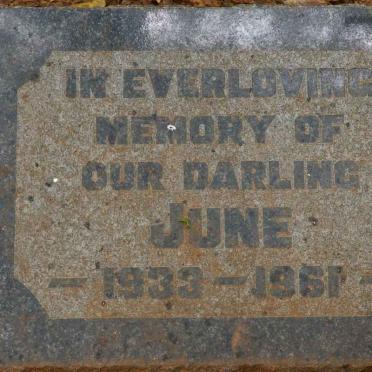 IN EVERLOVING
MEMORY OF
OUR DARLING
JUNE
— 1933 — 1961 —